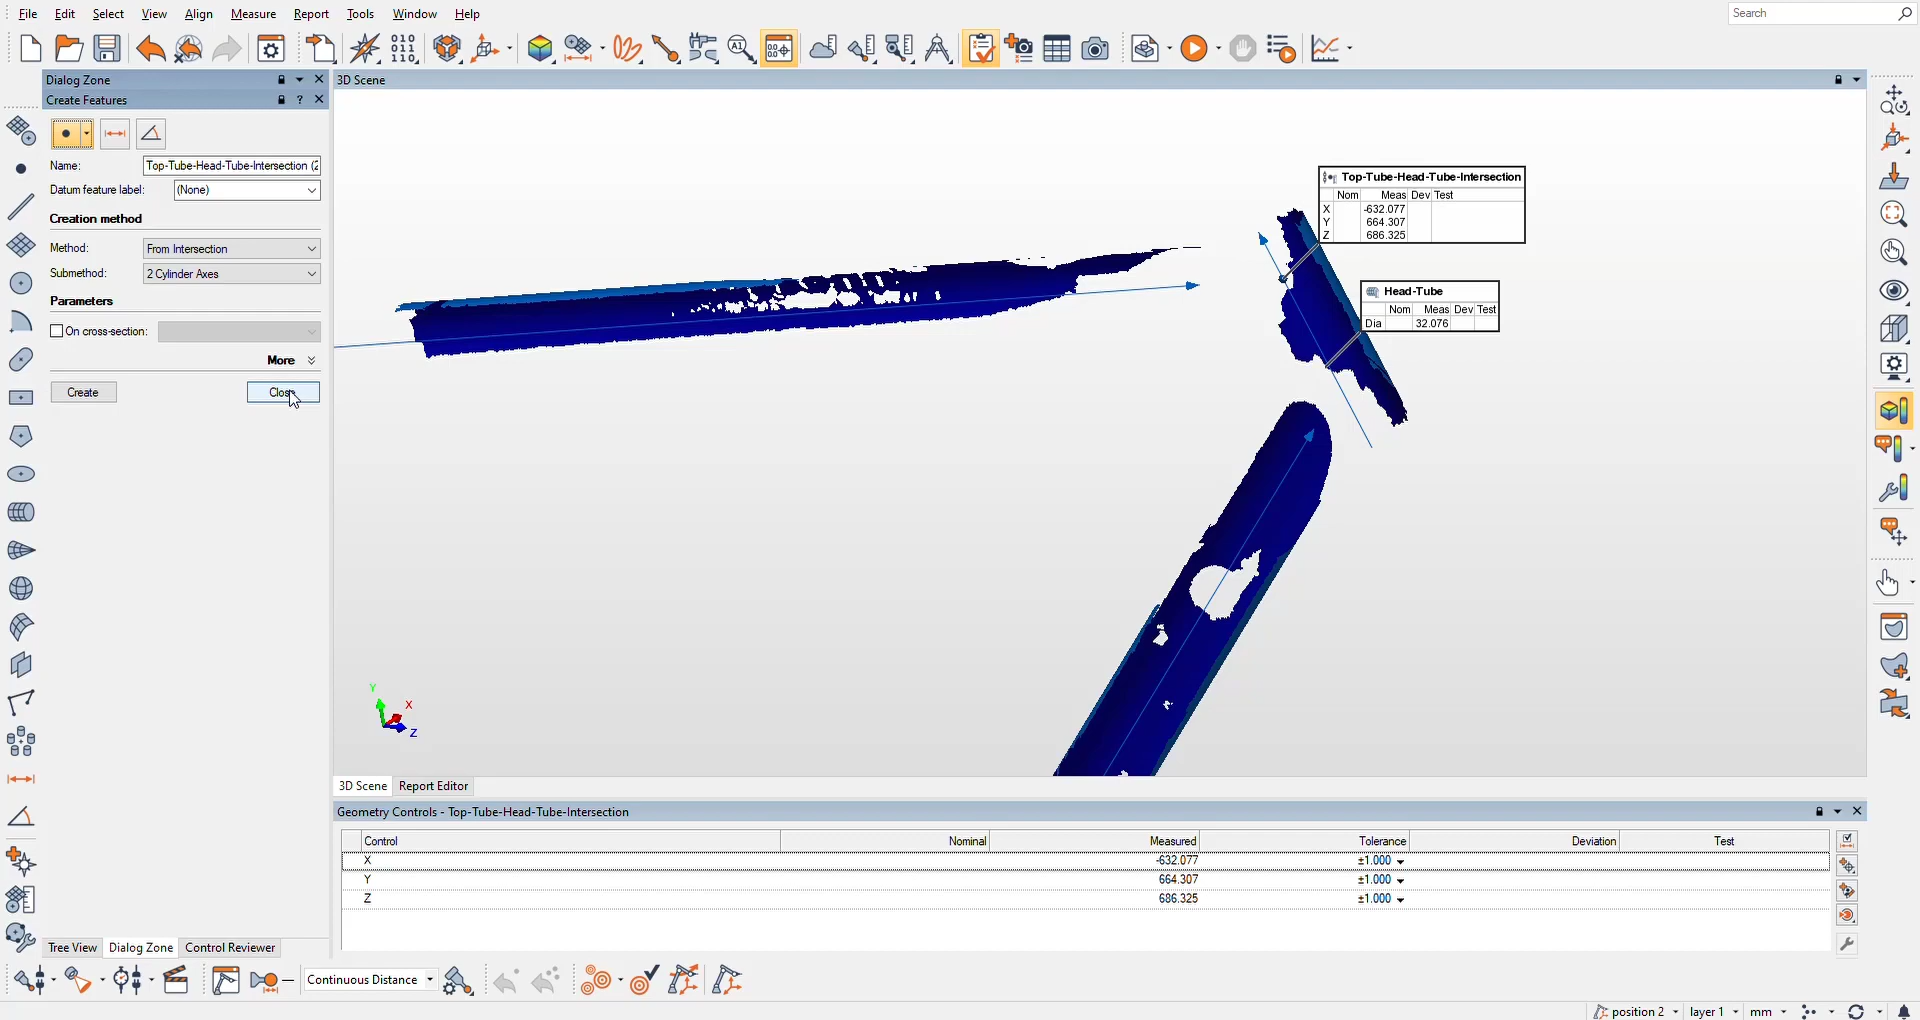 File Edit Select View Align Measure Report Tools Window Help
Search
Dialog Zone
3D Scene
Create Features
Name: Top-Tube-Head-Tube-Intersection (2
Datum feature label: (None)
Creation method
Method: From Intersection
Submethod: 2 Cylinder Axes
Parameters
On cross-section:
More
Create Close
Top-Tube-Head-Tube-Intersection
Nom Meas Dev Test
X -632.077
Y 664.307
Z 686.325
Head-Tube
Nom Meas Dev Test
Dia 32.076
Y
X
Z
3D Scene Report Editor
Geometry Controls - Top-Tube-Head-Tube-Intersection
Control Nominal Measured Tolerance Deviation Test
X -632.077 ±1.000
Y 664.307 ±1.000
Z 686.325 ±1.000
Tree View Dialog Zone Control Reviewer
Continuous Distance
position 2 layer 1 mm